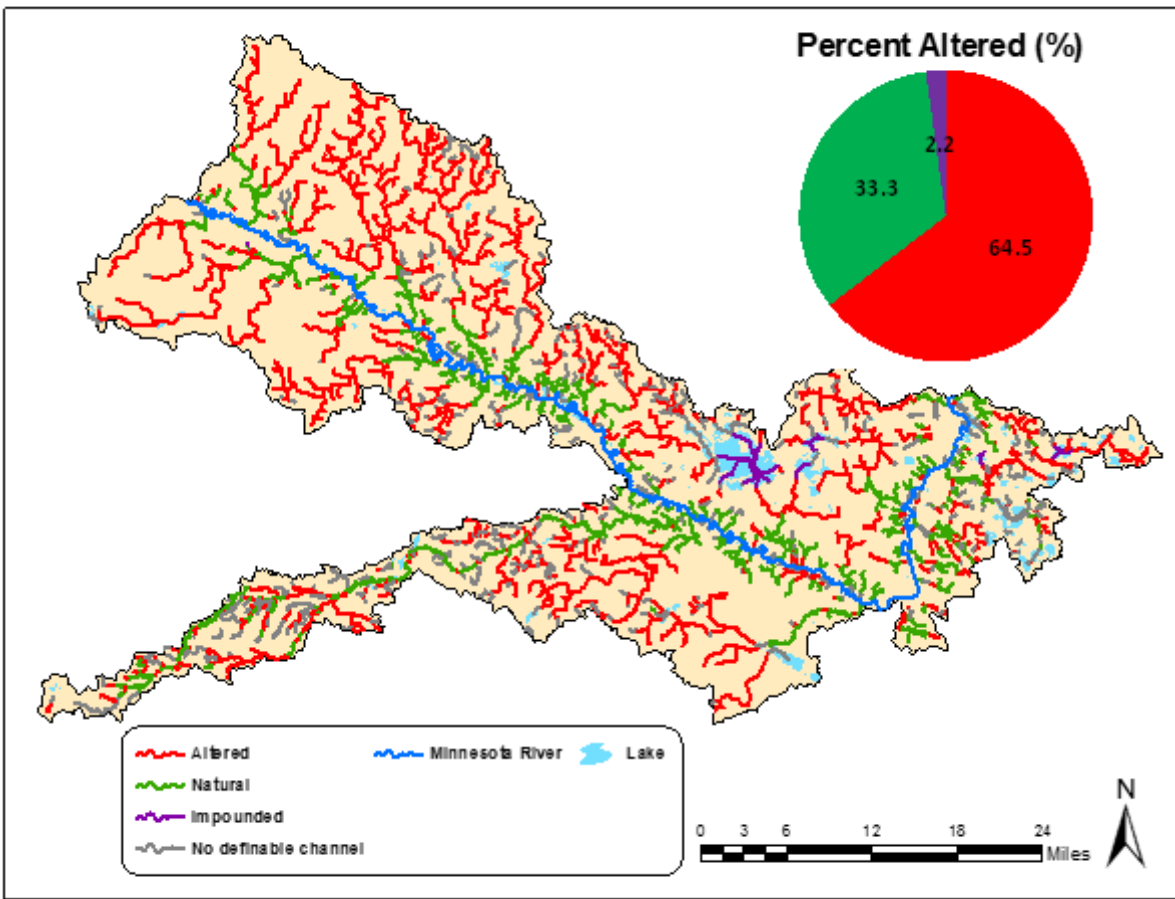 Percent Altered (%)
2.2
33.3
64.5
Altered
Minnesota River
Lake
Natural
Impounded
No definable channel
N
0 3 6 12 18 24
Miles